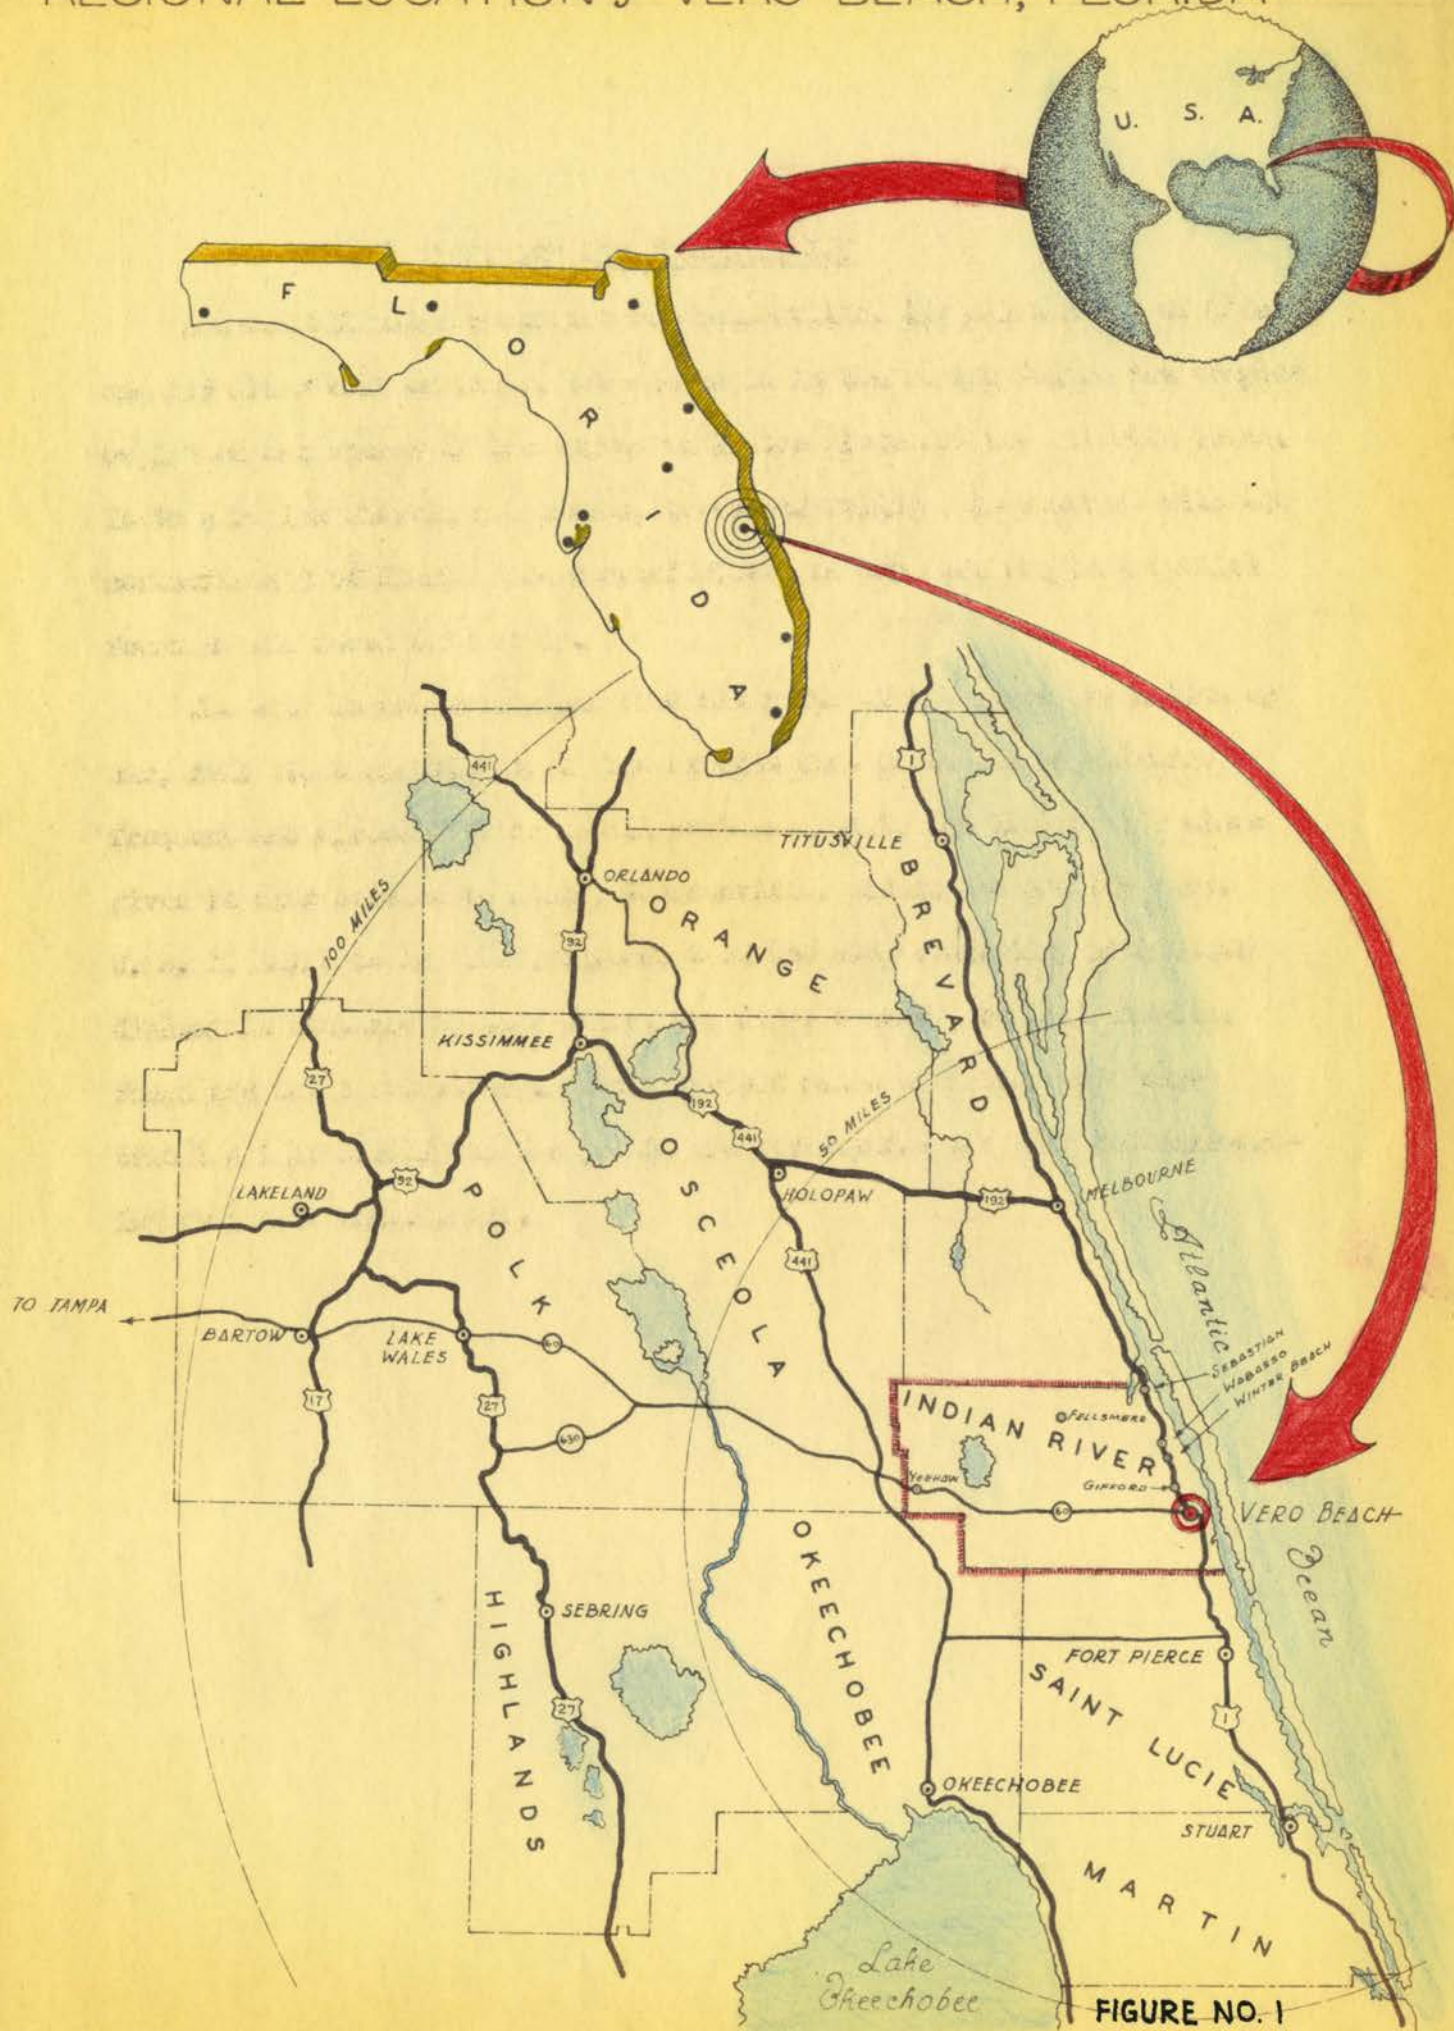 REGIONAL LOCATION of VERO BEACH, FLORIDA
U. S. A.
FLORIDA
441
1
TITUSVILLE
BREVARD
ORLANDO
ORANGE
100 MILES
92
KISSIMMEE
27
192
441
50 MILES
OSCEOLA
92
LAKELAND
POLK
HOLOPAW
192
MELBOURNE
441
Atlantic
Ocean
TO TAMPA
BARTOW
LAKE
WALES
60
17
27
630
SEBASTIAN
WABASSO
WINTER BEACH
INDIAN RIVER
FELLSMERE
YEEHAW
GIFFORD
60
VERO BEACH
OKEECHOBEE
HIGHLANDS
SEBRING
27
FORT PIERCE
SAINT LUCIE
1
OKEECHOBEE
STUART
MARTIN
Lake
Okeechobee
FIGURE NO. 1